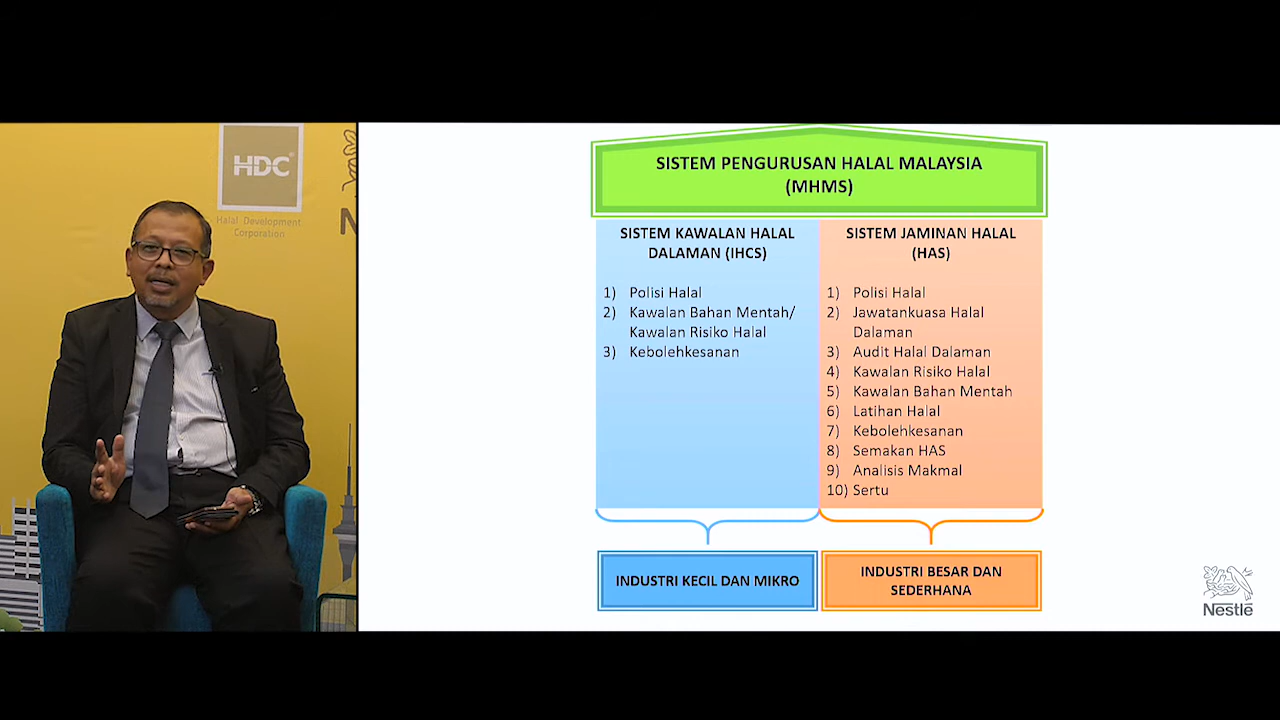 HDC
Halal Development
Corporation
N
SISTEM PENGURUSAN HALAL MALAYSIA
(MHMS)
SISTEM KAWALAN HALAL
DALAMAN (IHCS)
1) Polisi Halal
2) Kawalan Bahan Mentah/
Kawalan Risiko Halal
3) Kebolehkesanan
SISTEM JAMINAN HALAL
(HAS)
1) Polisi Halal
2) Jawatankuasa Halal
Dalaman
3) Audit Halal Dalaman
4) Kawalan Risiko Halal
5) Kawalan Bahan Mentah
6) Latihan Halal
7) Kebolehkesanan
8) Semakan HAS
9) Analisis Makmal
10) Sertu
INDUSTRI KECIL DAN MIKRO
INDUSTRI BESAR DAN
SEDERHANA
Nestlé